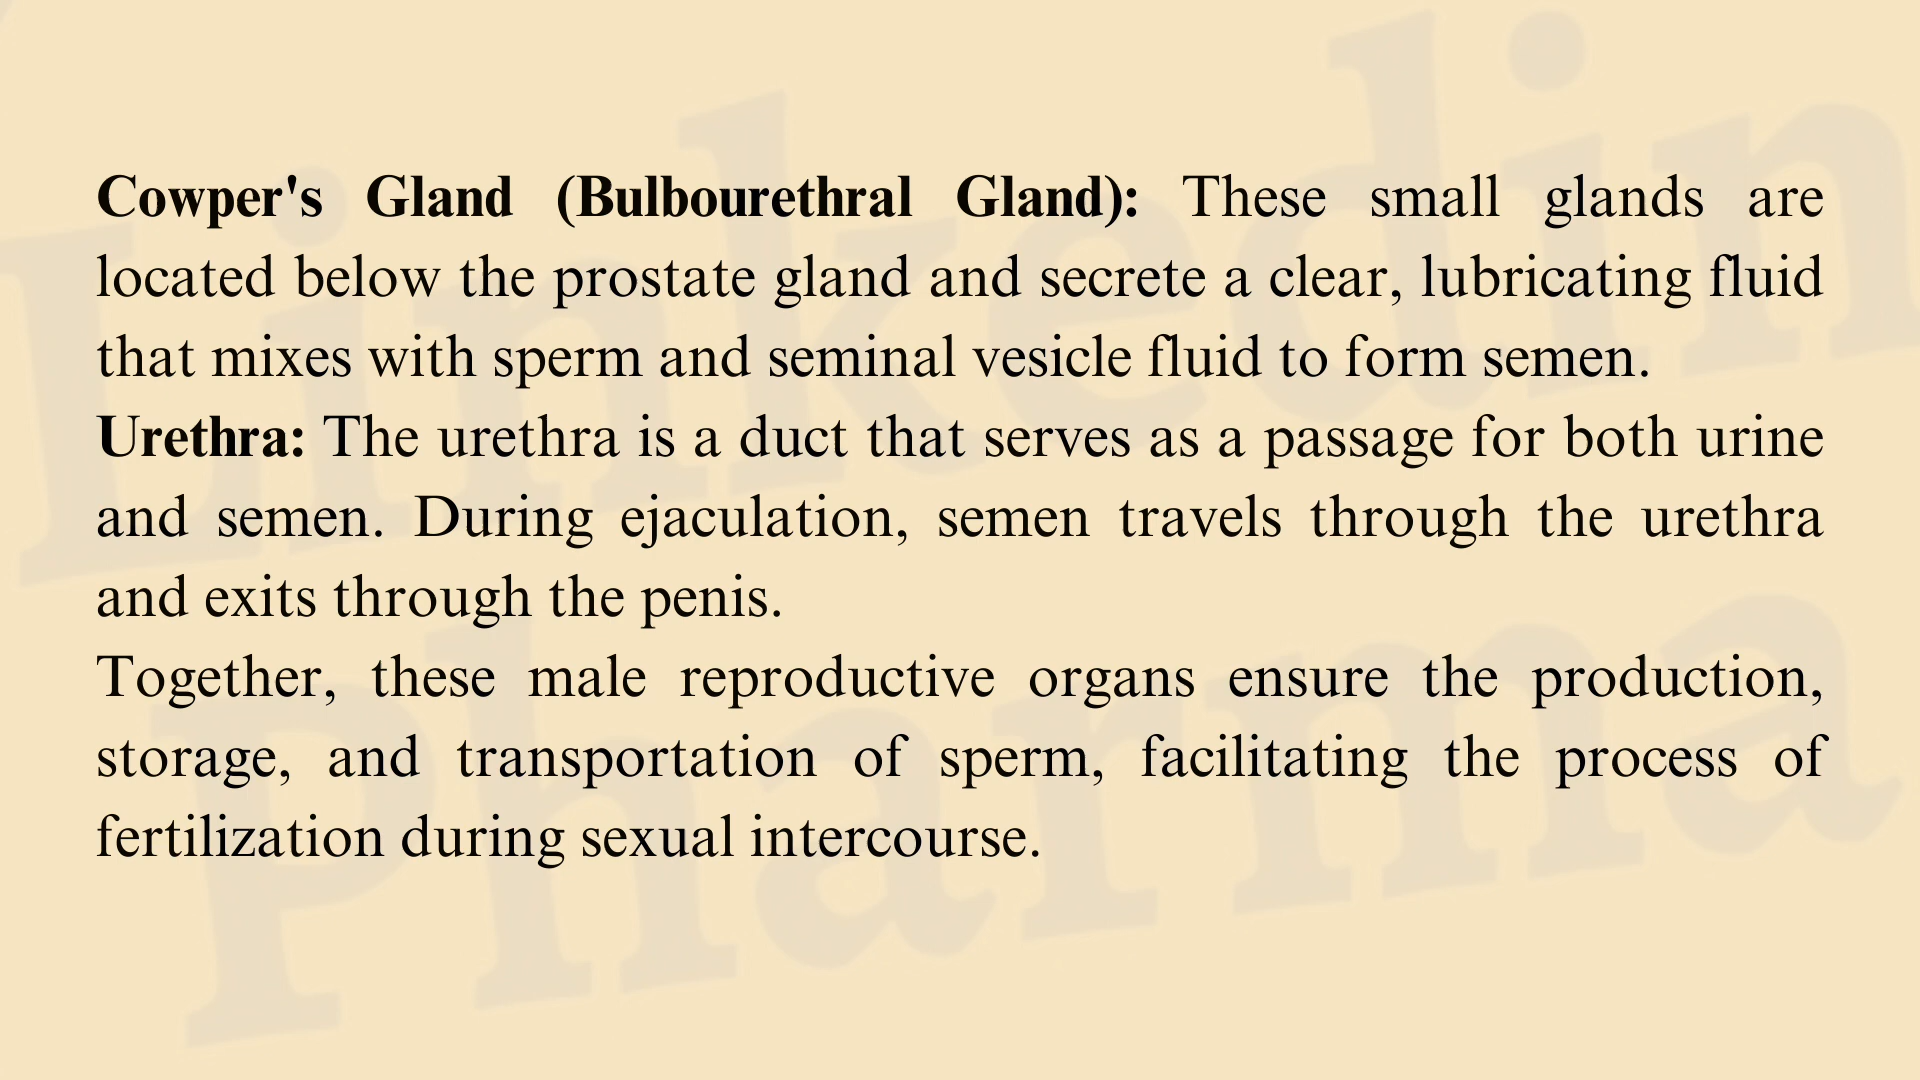 Cowper's Gland (Bulbourethral Gland): These small glands are
located below the prostate gland and secrete a clear, lubricating fluid
that mixes with sperm and seminal vesicle fluid to form semen.
Urethra: The urethra is a duct that serves as a passage for both urine
and semen. During ejaculation, semen travels through the urethra
and exits through the penis.
Together, these male reproductive organs ensure the production,
storage, and transportation of sperm, facilitating the process of
fertilization during sexual intercourse.
Linkedin
Pharma